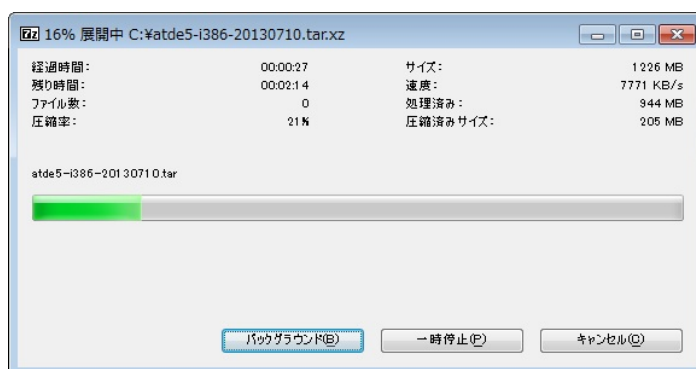 7z 16% 展開中 C:¥atde5-i386-20130710.tar.xz
経過時間: 00:00:27 サイズ: 1226 MB
残り時間: 00:02:14 速度: 7771 KB/s
ファイル数: 0 処理済み: 944 MB
圧縮率: 21% 圧縮済みサイズ: 205 MB
atde5-i386-20130710.tar
バックグラウンド(B) 一時停止(P) キャンセル(C)